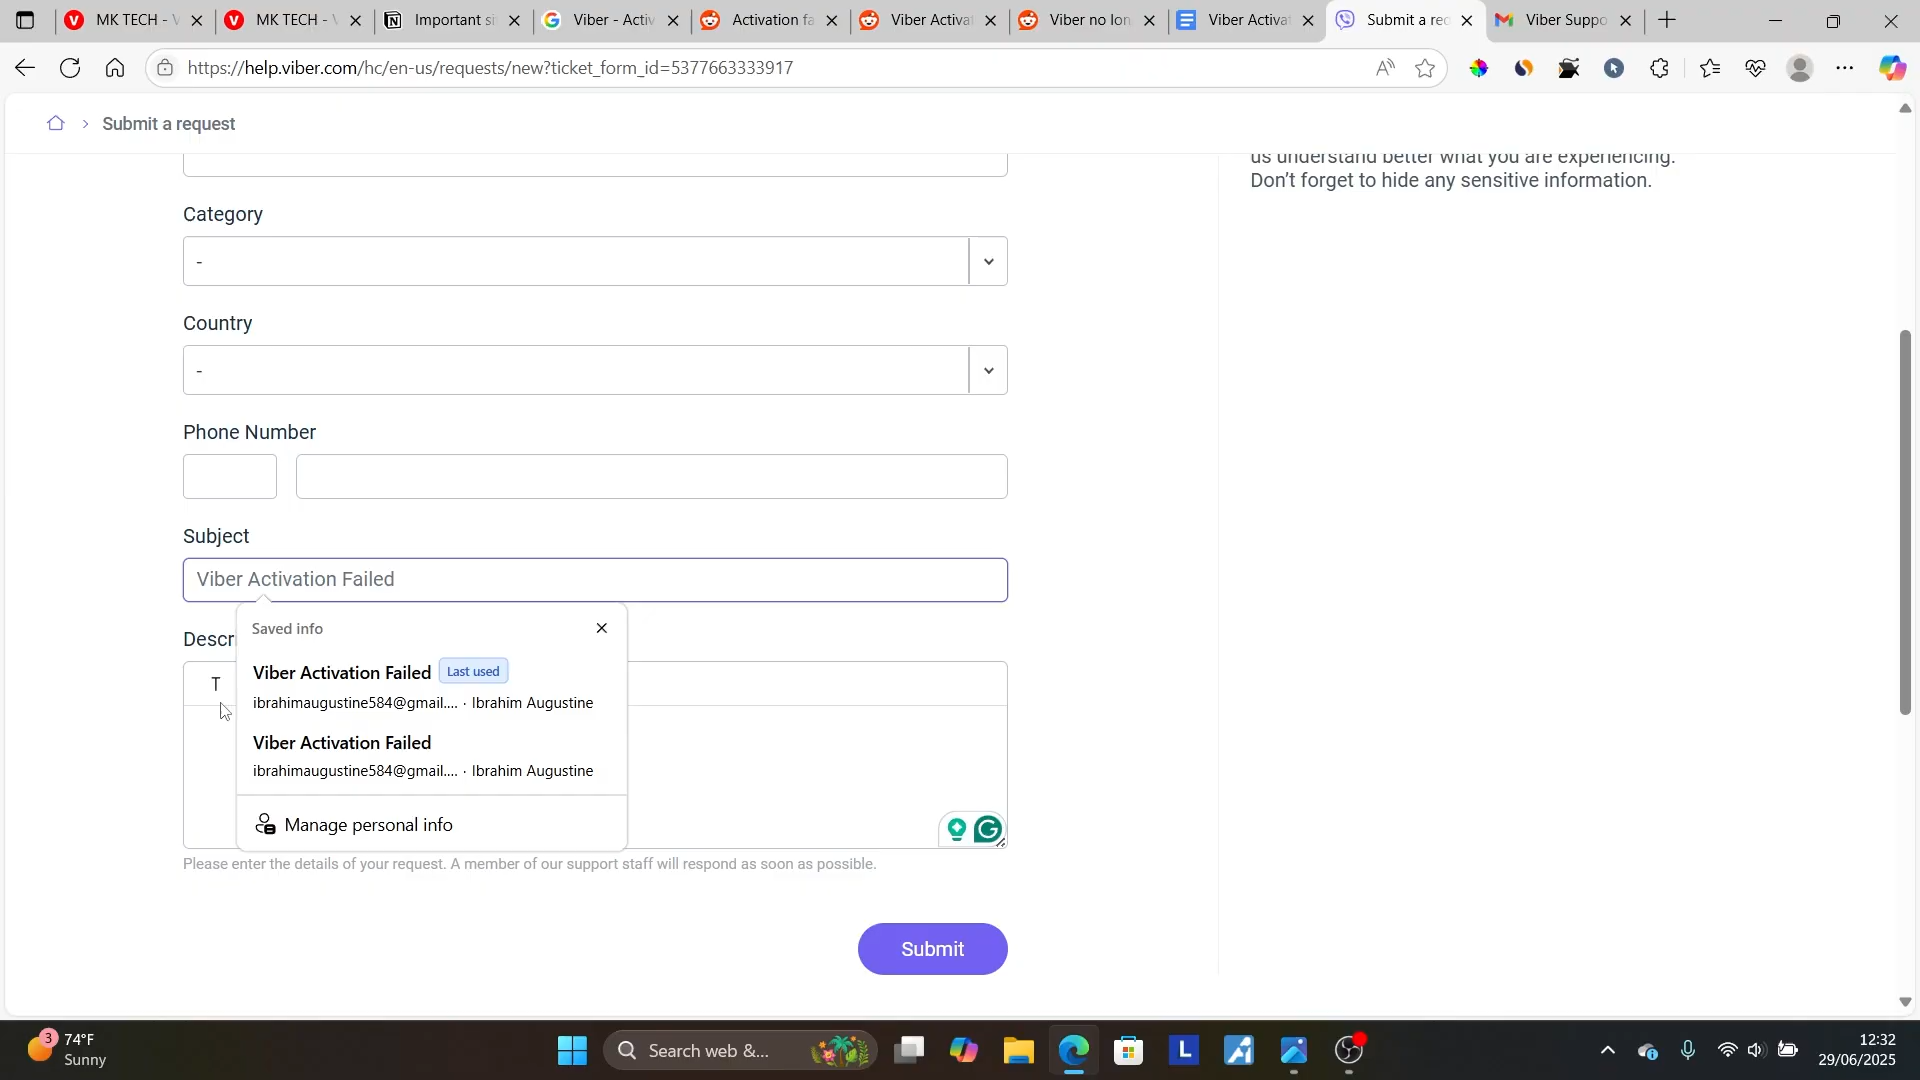 MK TECH -
MK TECH -
Important si
Viber - Activ
Activation fa
Viber Activat
Viber no lon
Viber Activat
Submit a req
Viber Suppo
https://help.viber.com/hc/en-us/requests/new?ticket_form_id=5377663333917
Submit a request
us understand better what you are experiencing.
Don’t forget to hide any sensitive information.
Category
-
Country
-
Phone Number
Subject
Viber Activation Failed
Descri
T
Saved info
Viber Activation Failed Last used
ibrahimaugustine584@gmail.... · Ibrahim Augustine
Viber Activation Failed
ibrahimaugustine584@gmail.... · Ibrahim Augustine
Manage personal info
Please enter the details of your request. A member of our support staff will respond as soon as possible.
Submit
3
74°F
Sunny
Search web &...
L
12:32
29/06/2025